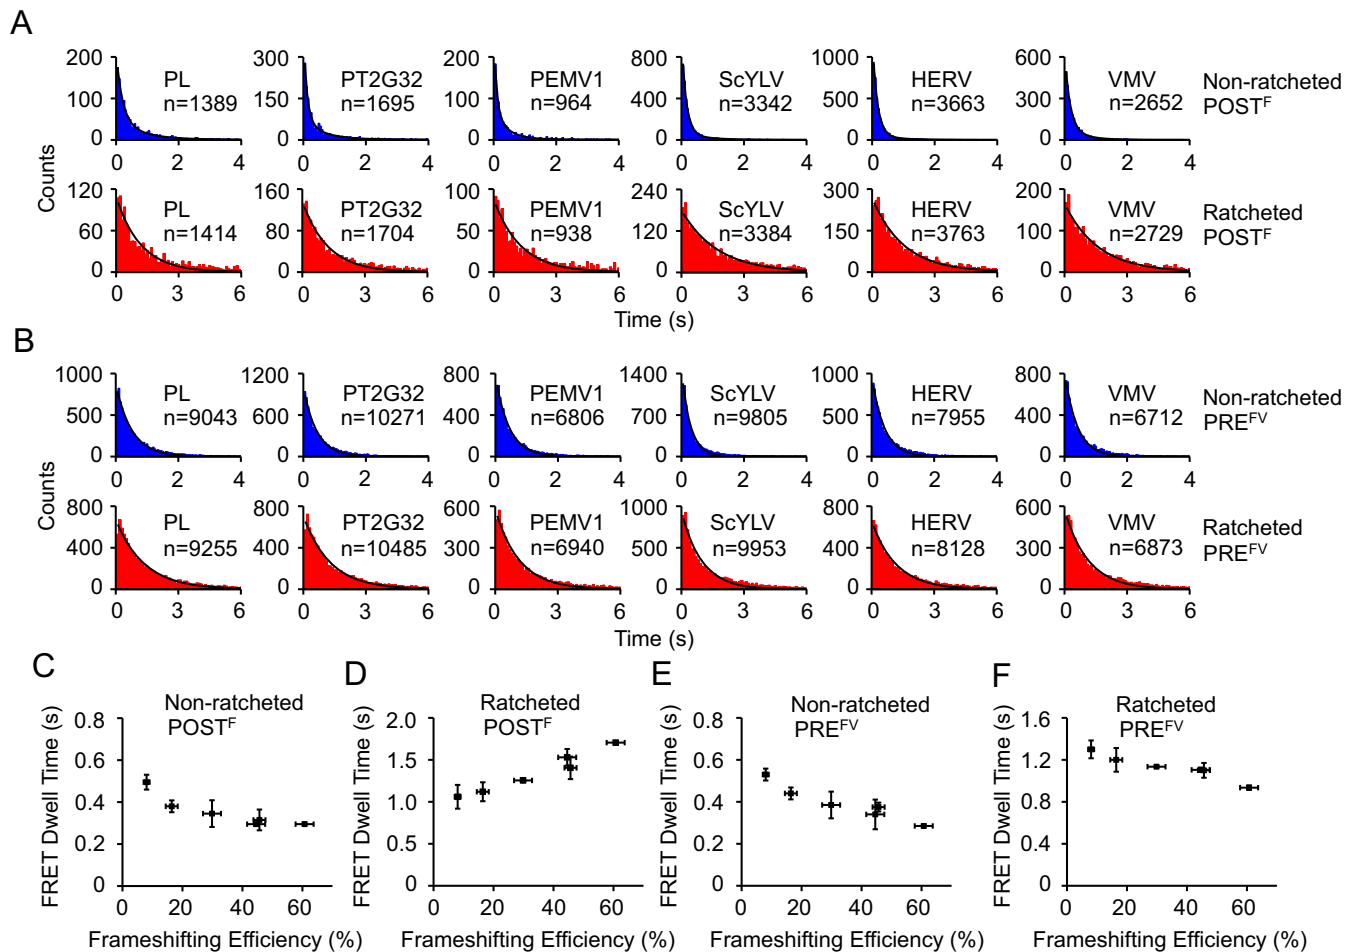 A
200
100
0
PL
n=1389
0 2 4
300
150
0
PT2G32
n=1695
0 2 4
200
100
0
PEMV1
n=964
0 2 4
800
400
0
ScYLV
n=3342
0 2 4
1000
500
0
HERV
n=3663
0 2 4
600
300
0
VMV
n=2652
0 2 4
Non-ratcheted
POSTF
Counts
120
60
0
PL
n=1414
0 3 6
160
80
0
PT2G32
n=1704
0 3 6
100
50
0
PEMV1
n=938
0 3 6
240
120
0
ScYLV
n=3384
0 3 6
300
150
0
HERV
n=3763
0 3 6
200
100
0
VMV
n=2729
0 3 6
Ratcheted
POSTF
Time (s)
B
1000
500
0
PL
n=9043
0 2 4
1200
600
0
PT2G32
n=10271
0 2 4
800
400
0
PEMV1
n=6806
0 2 4
1400
700
0
ScYLV
n=9805
0 2 4
1000
500
0
HERV
n=7955
0 2 4
800
400
0
VMV
n=6712
0 2 4
Non-ratcheted
PREFV
Counts
800
400
0
PL
n=9255
0 3 6
800
400
0
PT2G32
n=10485
0 3 6
600
300
0
PEMV1
n=6940
0 3 6
1000
500
0
ScYLV
n=9953
0 3 6
800
400
0
HERV
n=8128
0 3 6
600
300
0
VMV
n=6873
0 3 6
Ratcheted
PREFV
Time (s)
C
Non-ratcheted
POSTF
FRET Dwell Time (s)
0.8
0.6
0.4
0.2
0
0 20 40 60
Frameshifting Efficiency (%)
D
Ratcheted
POSTF
FRET Dwell Time (s)
2.0
1.5
1.0
0.5
0
0 20 40 60
Frameshifting Efficiency (%)
E
Non-ratcheted
PREFV
FRET Dwell Time (s)
0.8
0.6
0.4
0.2
0
0 20 40 60
Frameshifting Efficiency (%)
F
Ratcheted
PREFV
FRET Dwell Time (s)
1.6
1.2
0.8
0.4
0
0 20 40 60
Frameshifting Efficiency (%)